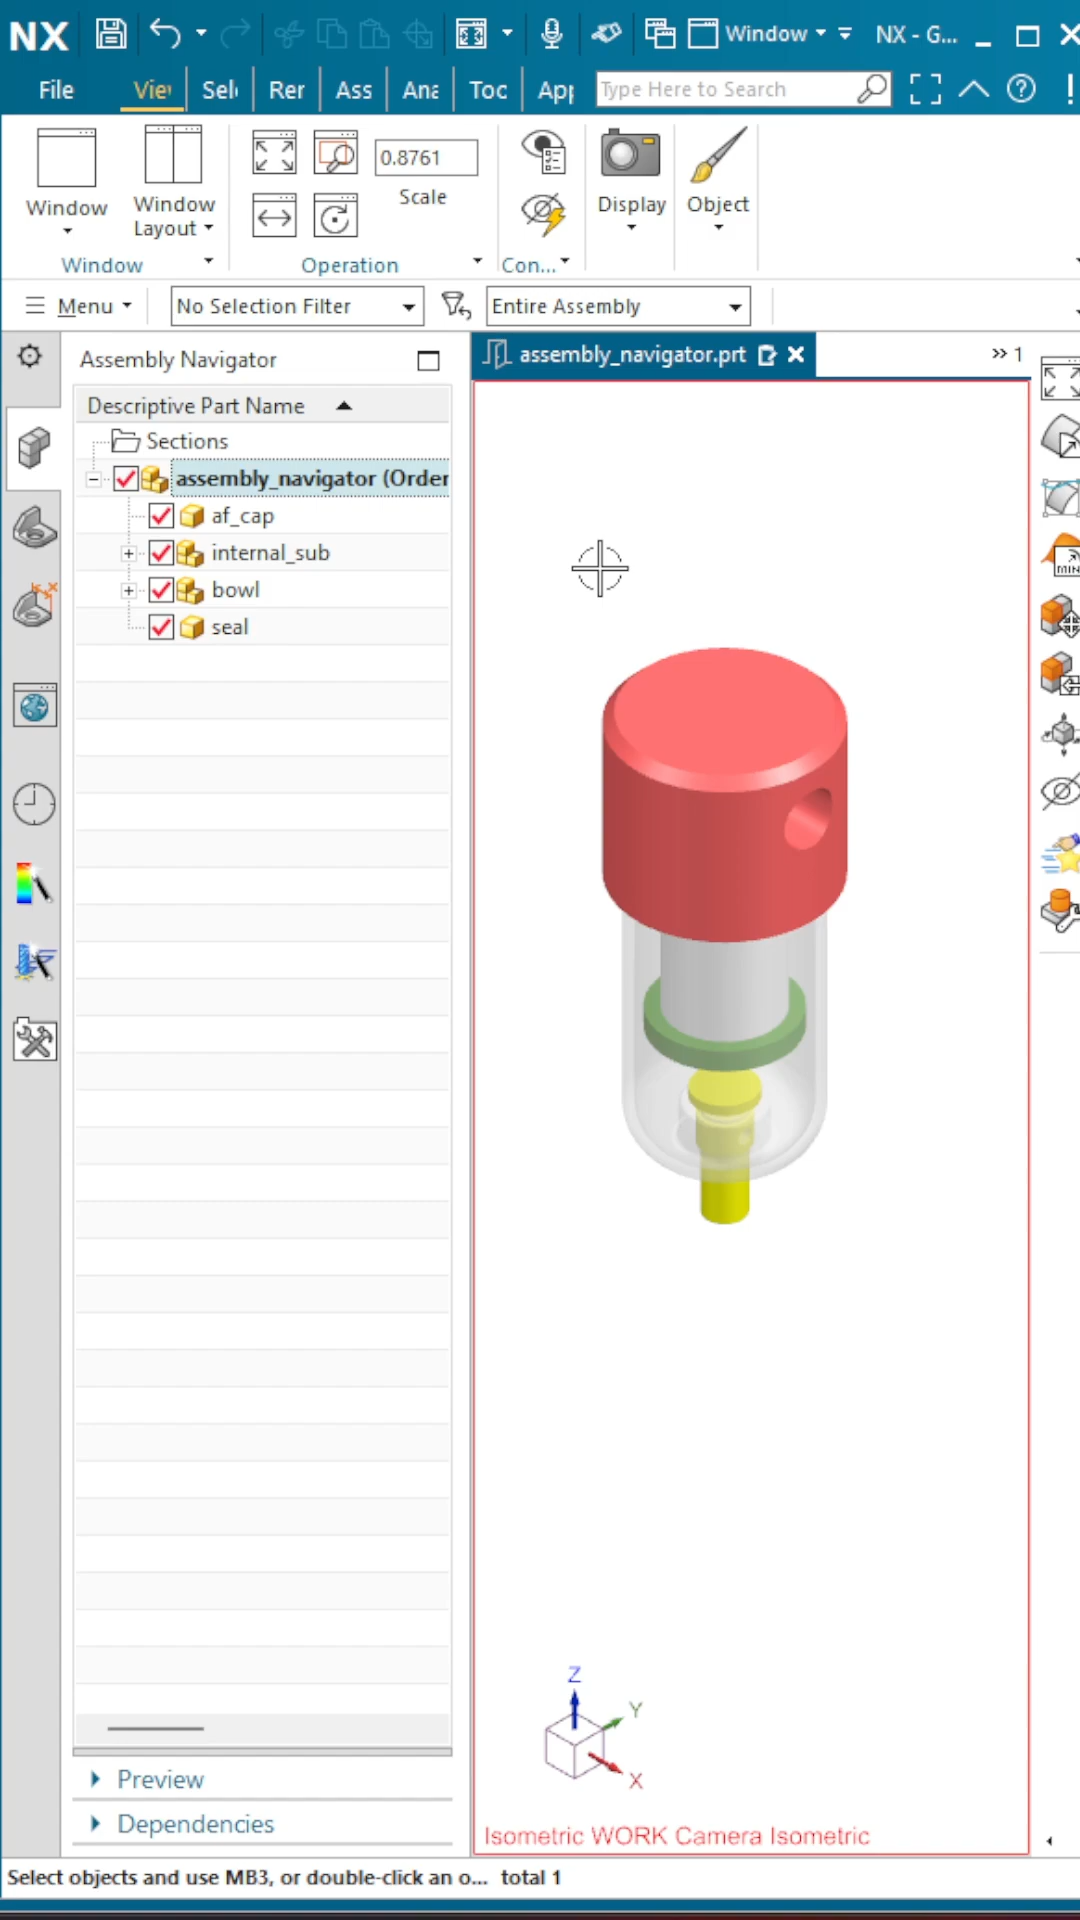 NX
Window
NX - G...
File
Vie
Sel
Rer
Ass
Ana
Toc
App
Type Here to Search
Window
Window
Layout
0.8761
Scale
Display
Object
Window
Operation
Con...
Menu
No Selection Filter
Entire Assembly
Assembly Navigator
assembly_navigator.prt
1
Descriptive Part Name
Sections
assembly_navigator (Order
af_cap
internal_sub
bowl
seal
MIN
Z
Y
X
Preview
Dependencies
Isometric WORK Camera Isometric
Select objects and use MB3, or double-click an o... total 1